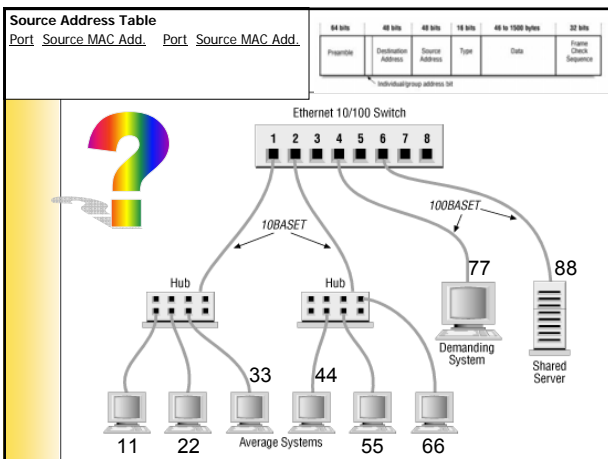 Source Address Table
Port Source MAC Add. Port Source MAC Add.
64 bits 48 bits 48 bits 16 bits 46 to 1500 bytes 32 bits
Preamble Destination Address Source Address Type Data Frame Check Sequence
Individual/group address bit
Ethernet 10/100 Switch
1 2 3 4 5 6 7 8
?
10BASET
100BASET
77 88
Hub Hub
Demanding
System
Shared
Server
33 44
11 22 Average Systems 55 66